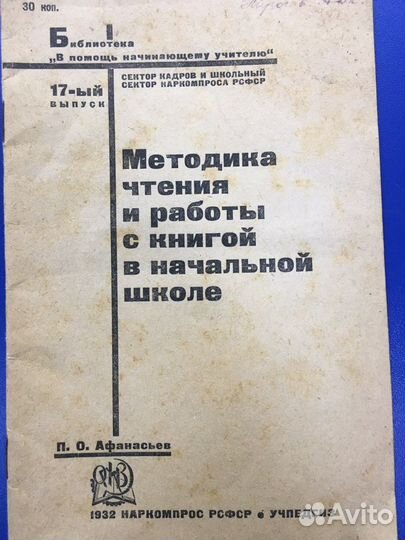 30 коп.
Библиотека
„В помощь начинающему учителю“
17-ый
ВЫПУСК
СЕКТОР КАДРОВ И ШКОЛЬНЫЙ
СЕКТОР НАРКОМПРОСА РСФСР
Методика
чтения
и работы
с книгой
в начальной
школе
П. О. Афанасьев
1932 НАРКОМПРОС РСФСР ● УЧПЕДГИЗ
Avito